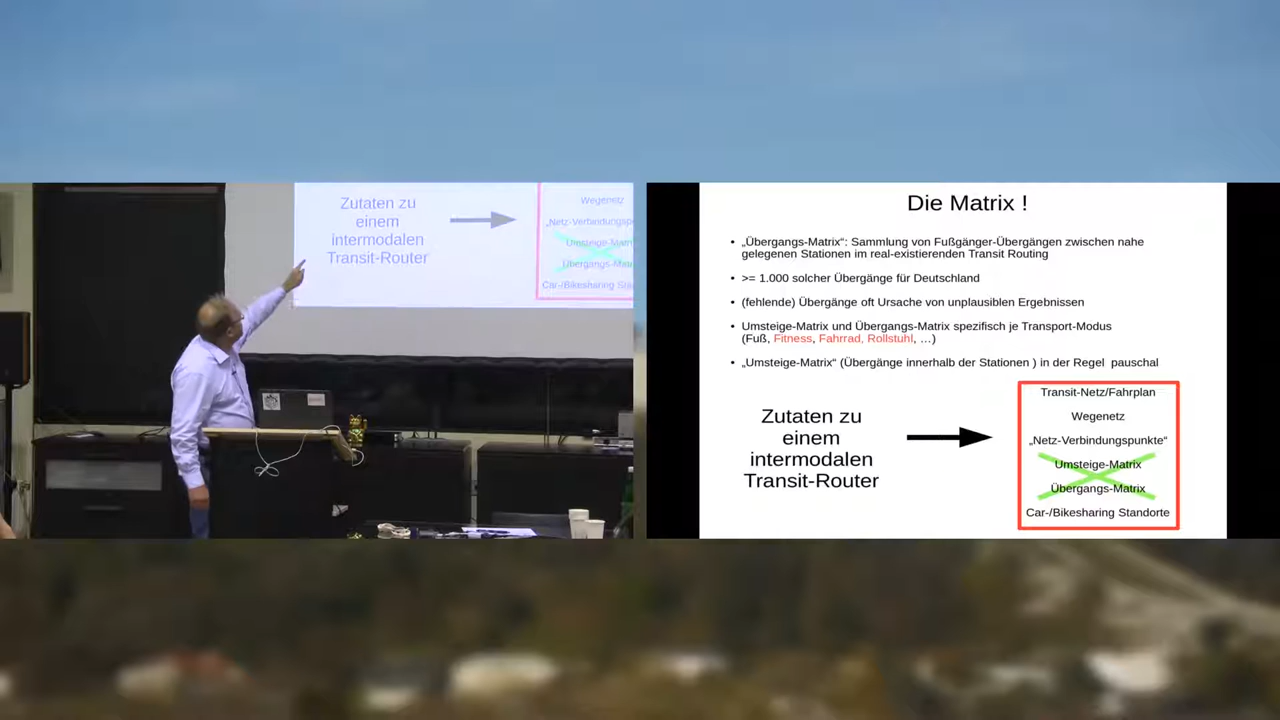 Zutaten zu
einem
intermodalen
Transit-Router
Wegenetz
„Netz-Verbindungsp
Umsteige-Matri
Übergangs-Matr
Car-/Bikesharing Sta
Die Matrix !
• „Übergangs-Matrix“: Sammlung von Fußgänger-Übergängen zwischen nahe
gelegenen Stationen im real-existierenden Transit Routing
• >= 1.000 solcher Übergänge für Deutschland
• (fehlende) Übergänge oft Ursache von unplausiblen Ergebnissen
• Umsteige-Matrix und Übergangs-Matrix spezifisch je Transport-Modus
(Fuß, Fitness, Fahrrad, Rollstuhl, …)
• „Umsteige-Matrix“ (Übergänge innerhalb der Stationen ) in der Regel pauschal
Zutaten zu
einem
intermodalen
Transit-Router
Transit-Netz/Fahrplan
Wegenetz
„Netz-Verbindungspunkte“
Umsteige-Matrix
Übergangs-Matrix
Car-/Bikesharing Standorte